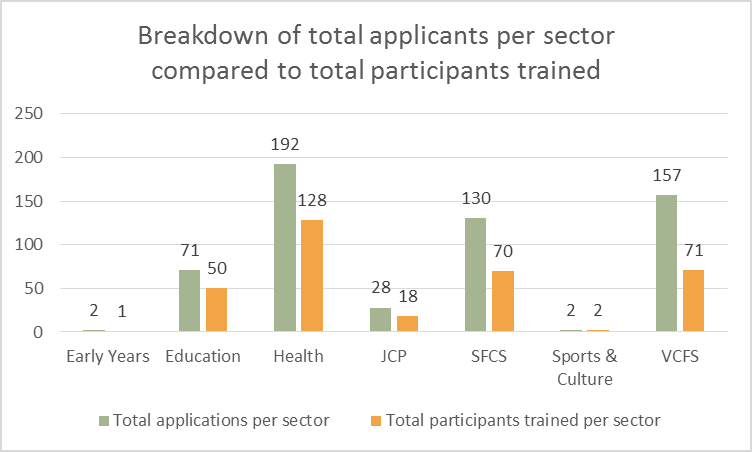 Breakdown of total applicants per sector
compared to total participants trained
250
200
150
100
50
0
2
1
71
50
192
128
28
18
130
70
2
2
157
71
Early Years
Education
Health
JCP
SFCS
Sports &
Culture
VCFS
Total applications per sector
Total participants trained per sector